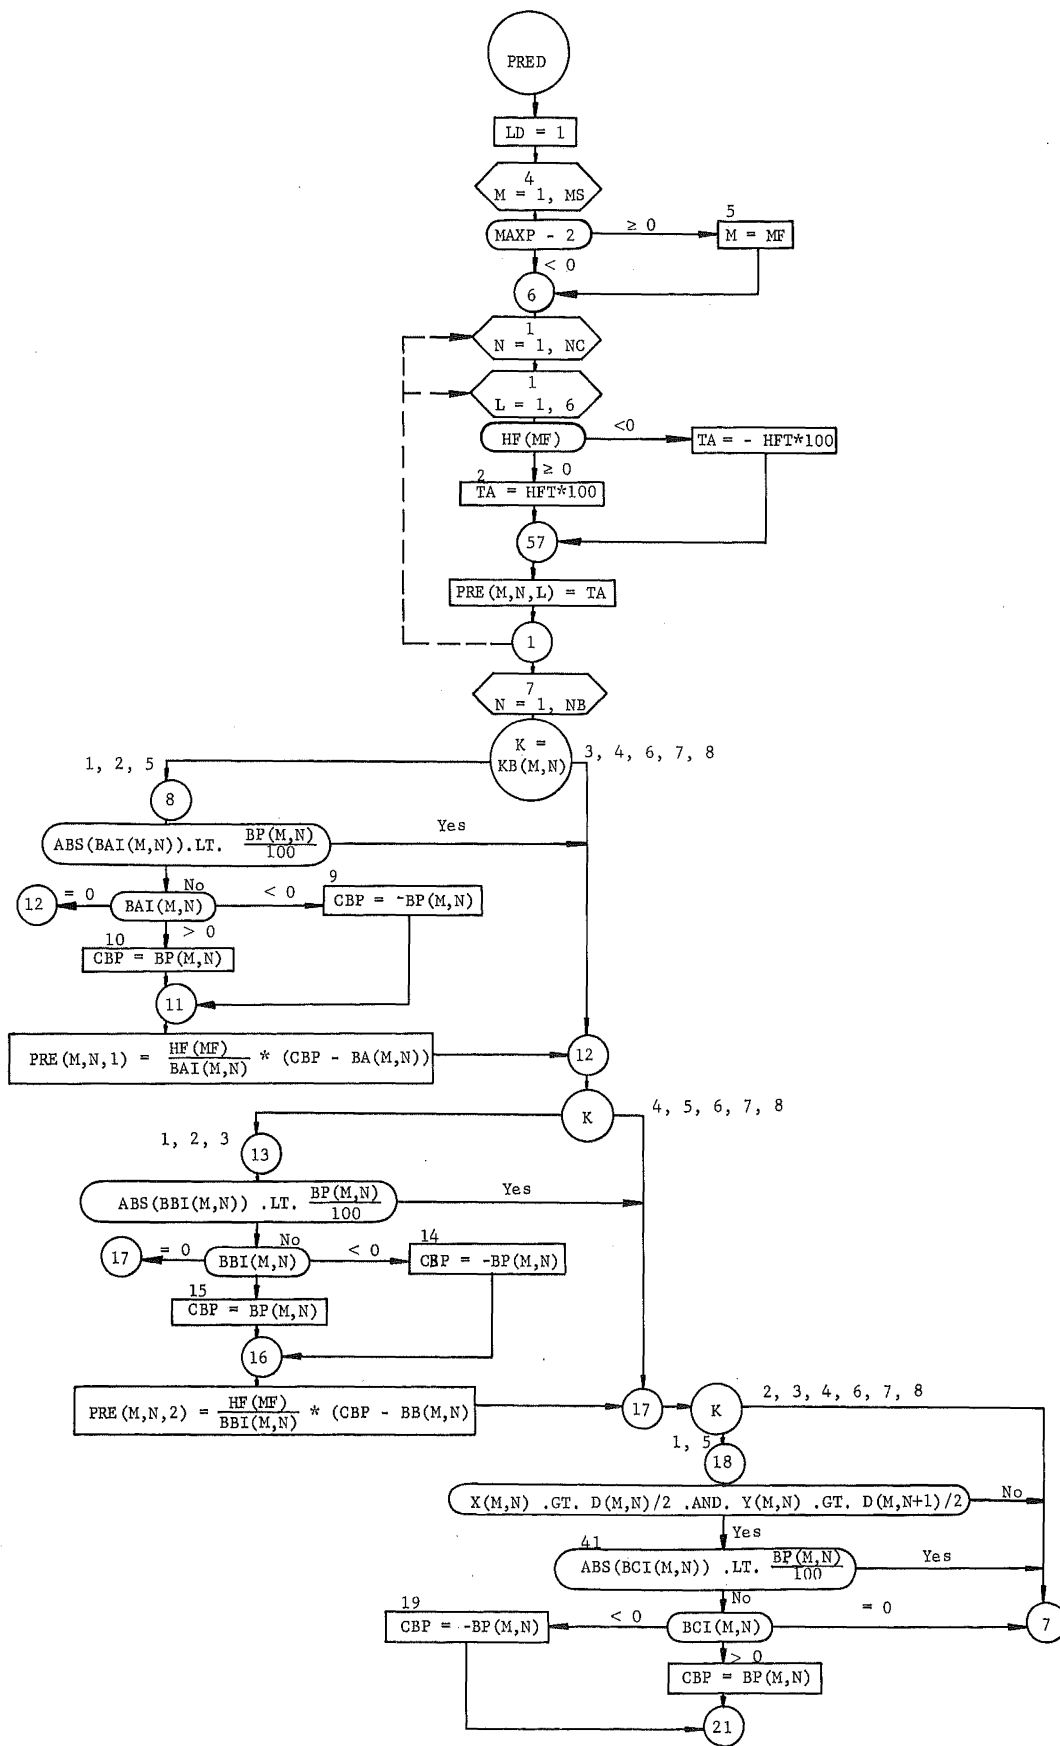 PRED
LD = 1
4
M = 1, MS
MAXP - 2
≥ 0
5
M = MF
< 0
6
1
N = 1, NC
1
L = 1, 6
HF(MF)
<0
TA = - HFT*100
≥ 0
2
TA = HFT*100
57
PRE(M,N,L) = TA
1
7
N = 1, NB
K =
KB(M,N)
3, 4, 6, 7, 8
1, 2, 5
8
ABS(BAI(M,N)).LT. BP(M,N)
100
Yes
No
12
= 0
BAI(M,N)
< 0
9
CBP = -BP(M,N)
> 0
10
CBP = BP(M,N)
11
PRE(M,N,1) = HF(MF) * (CBP - BA(M,N))
BAI(M,N)
12
K
4, 5, 6, 7, 8
1, 2, 3
13
ABS(BBI(M,N)) .LT. BP(M,N)
100
Yes
No
17
= 0
BBI(M,N)
< 0
14
CBP = -BP(M,N)
15
CBP = BP(M,N)
16
PRE(M,N,2) = HF(MF) * (CBP - BB(M,N)
BBI(M,N)
17
K
2, 3, 4, 6, 7, 8
1, 5
18
X(M,N) .GT. D(M,N)/2 .AND. Y(M,N) .GT. D(M,N+1)/2
No
Yes
41
ABS(BCI(M,N)) .LT. BP(M,N)
100
Yes
No
19
CBP = -BP(M,N)
< 0
BCI(M,N)
= 0
7
> 0
CBP = BP(M,N)
21